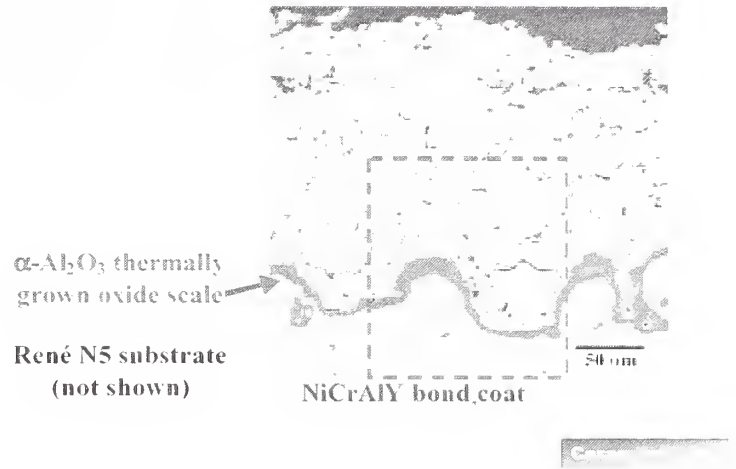 α-Al₂O₃ thermally
grown oxide scale
René N5 substrate
(not shown)
50 μm
NiCrAlY bond coat